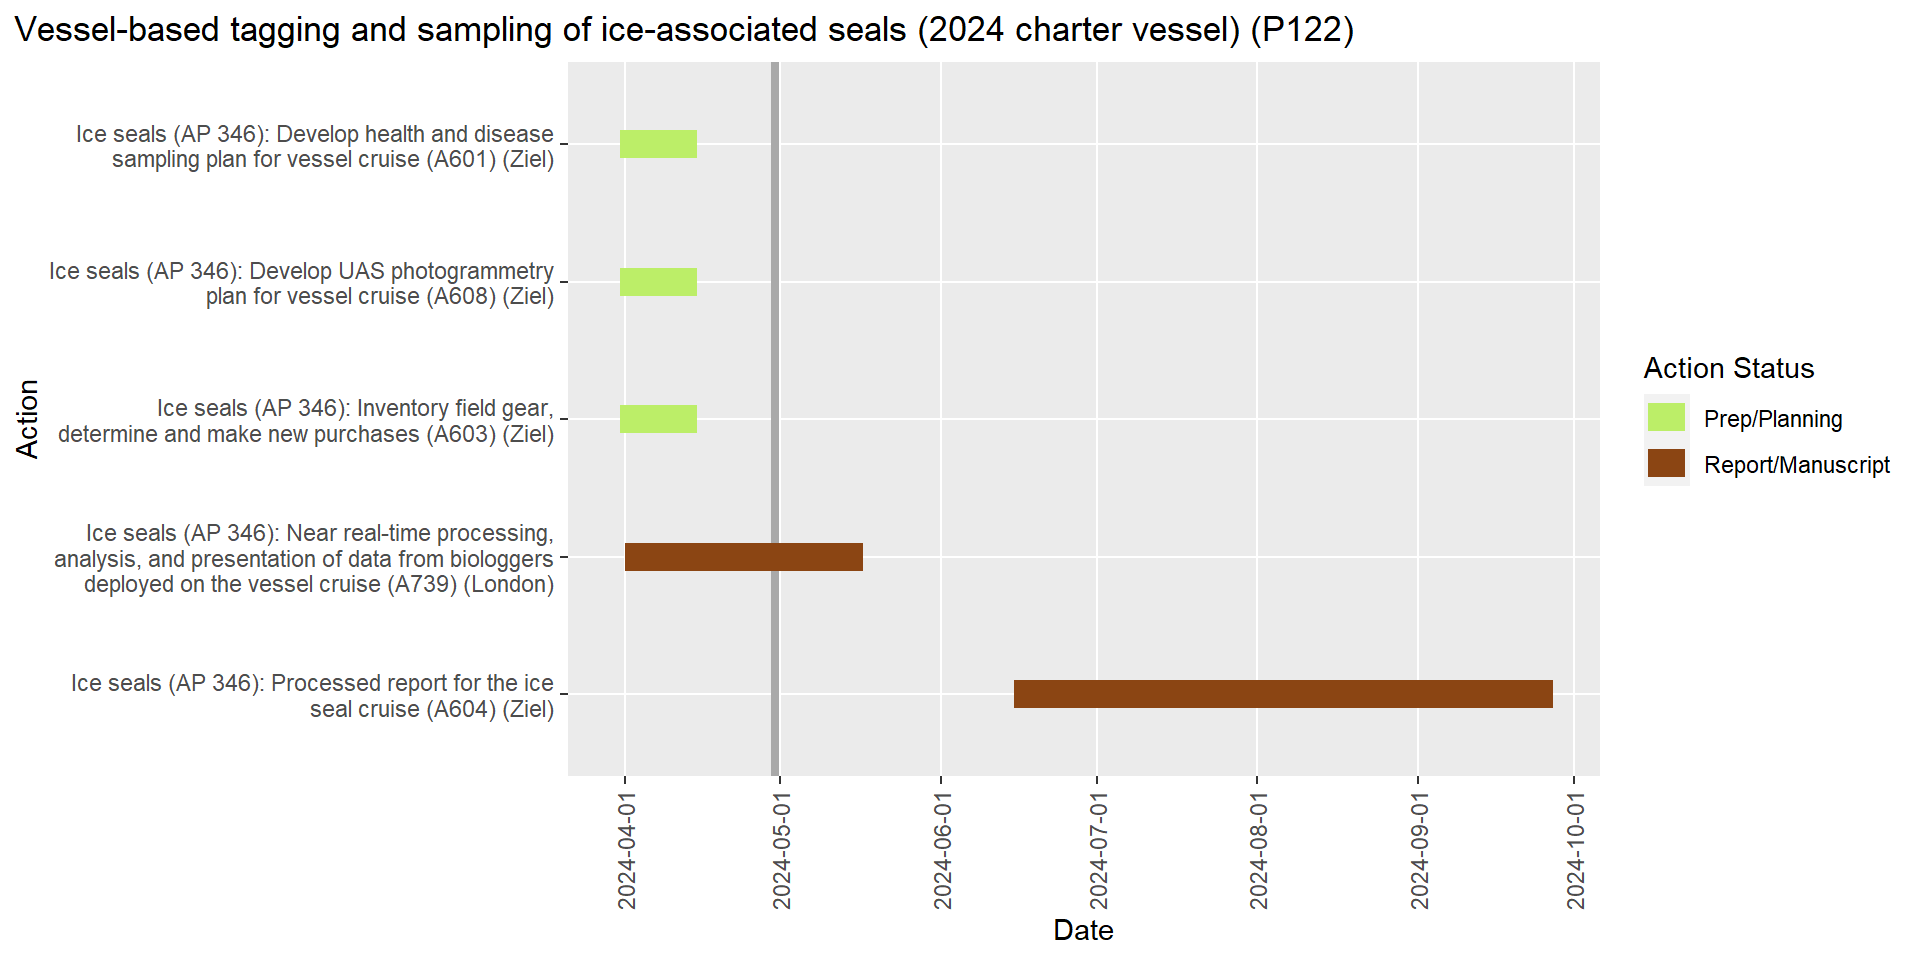 Vessel-based tagging and sampling of ice-associated seals (2024 charter vessel) (P122)
Action
Ice seals (AP 346): Develop health and disease
sampling plan for vessel cruise (A601) (Ziel)
Ice seals (AP 346): Develop UAS photogrammetry
plan for vessel cruise (A608) (Ziel)
Ice seals (AP 346): Inventory field gear,
determine and make new purchases (A603) (Ziel)
Ice seals (AP 346): Near real-time processing,
analysis, and presentation of data from biologgers
deployed on the vessel cruise (A739) (London)
Ice seals (AP 346): Processed report for the ice
seal cruise (A604) (Ziel)
2024-04-01
2024-05-01
2024-06-01
2024-07-01
2024-08-01
2024-09-01
2024-10-01
Date
Action Status
Prep/Planning
Report/Manuscript